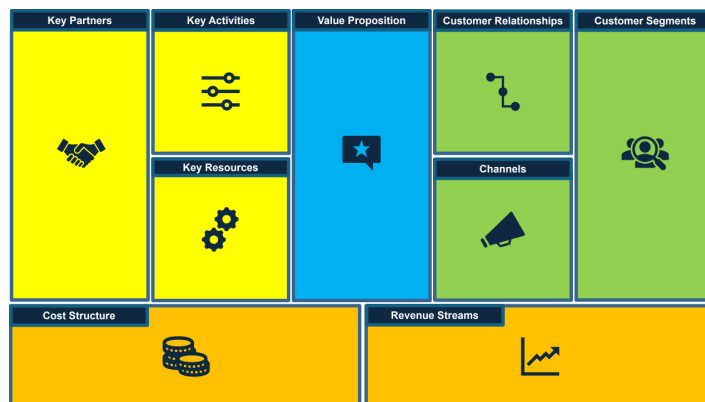 Key Partners
Key Activities
Value Proposition
Customer Relationships
Customer Segments
Key Resources
Channels
Cost Structure
Revenue Streams